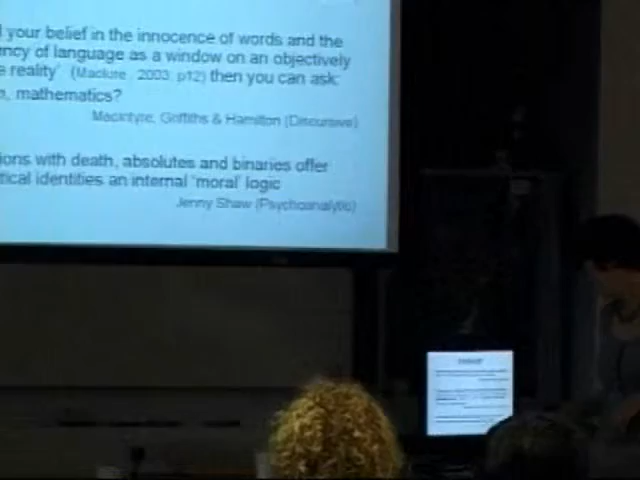 your belief in the innocence of words and the
ncy of language as a window on an objectively
reality' (Maclure, 2003, p12) then you can ask:
mathematics?
Macintyre, Griffiths & Hamilton (Discursive)
ions with death, absolutes and binaries offer
tical identities an internal 'moral' logic
Jenny Shaw (Psychoanalytic)